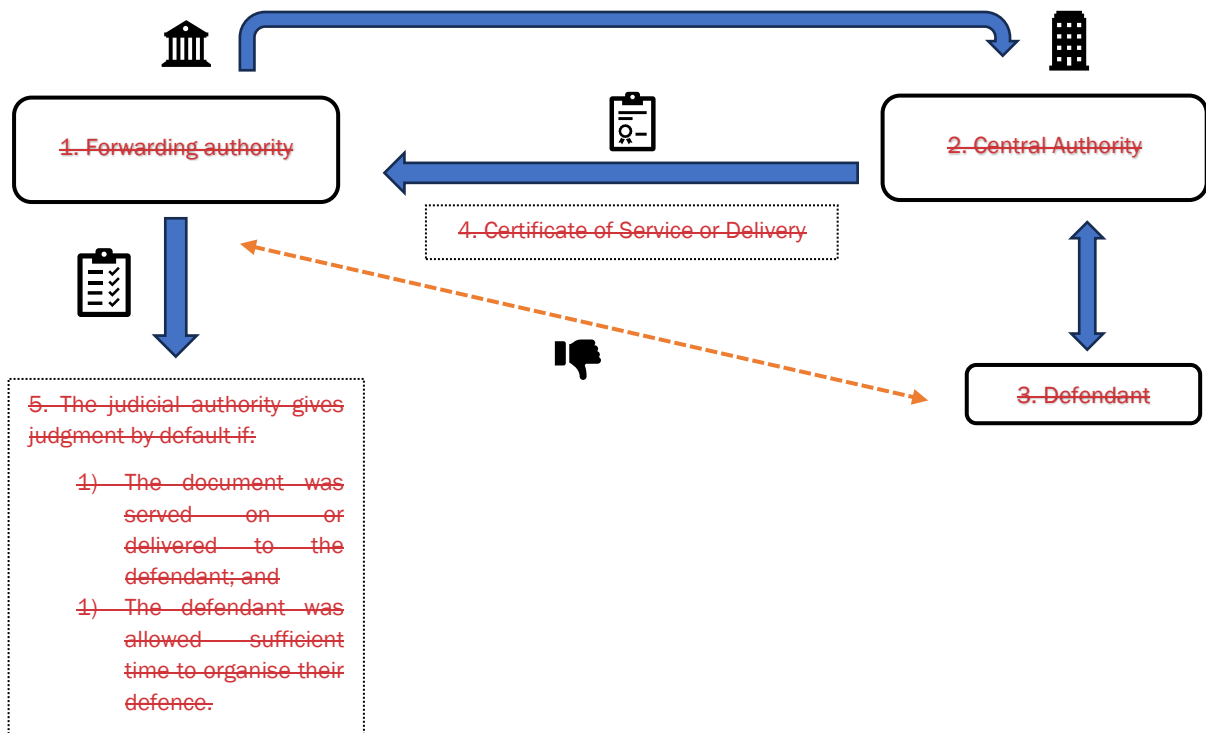 1. Forwarding authority
2. Central Authority
4. Certificate of Service or Delivery
3. Defendant
5. The judicial authority gives
judgment by default if:
1) The document was
served on or
delivered to the
defendant; and
1) The defendant was
allowed sufficient
time to organise their
defence.